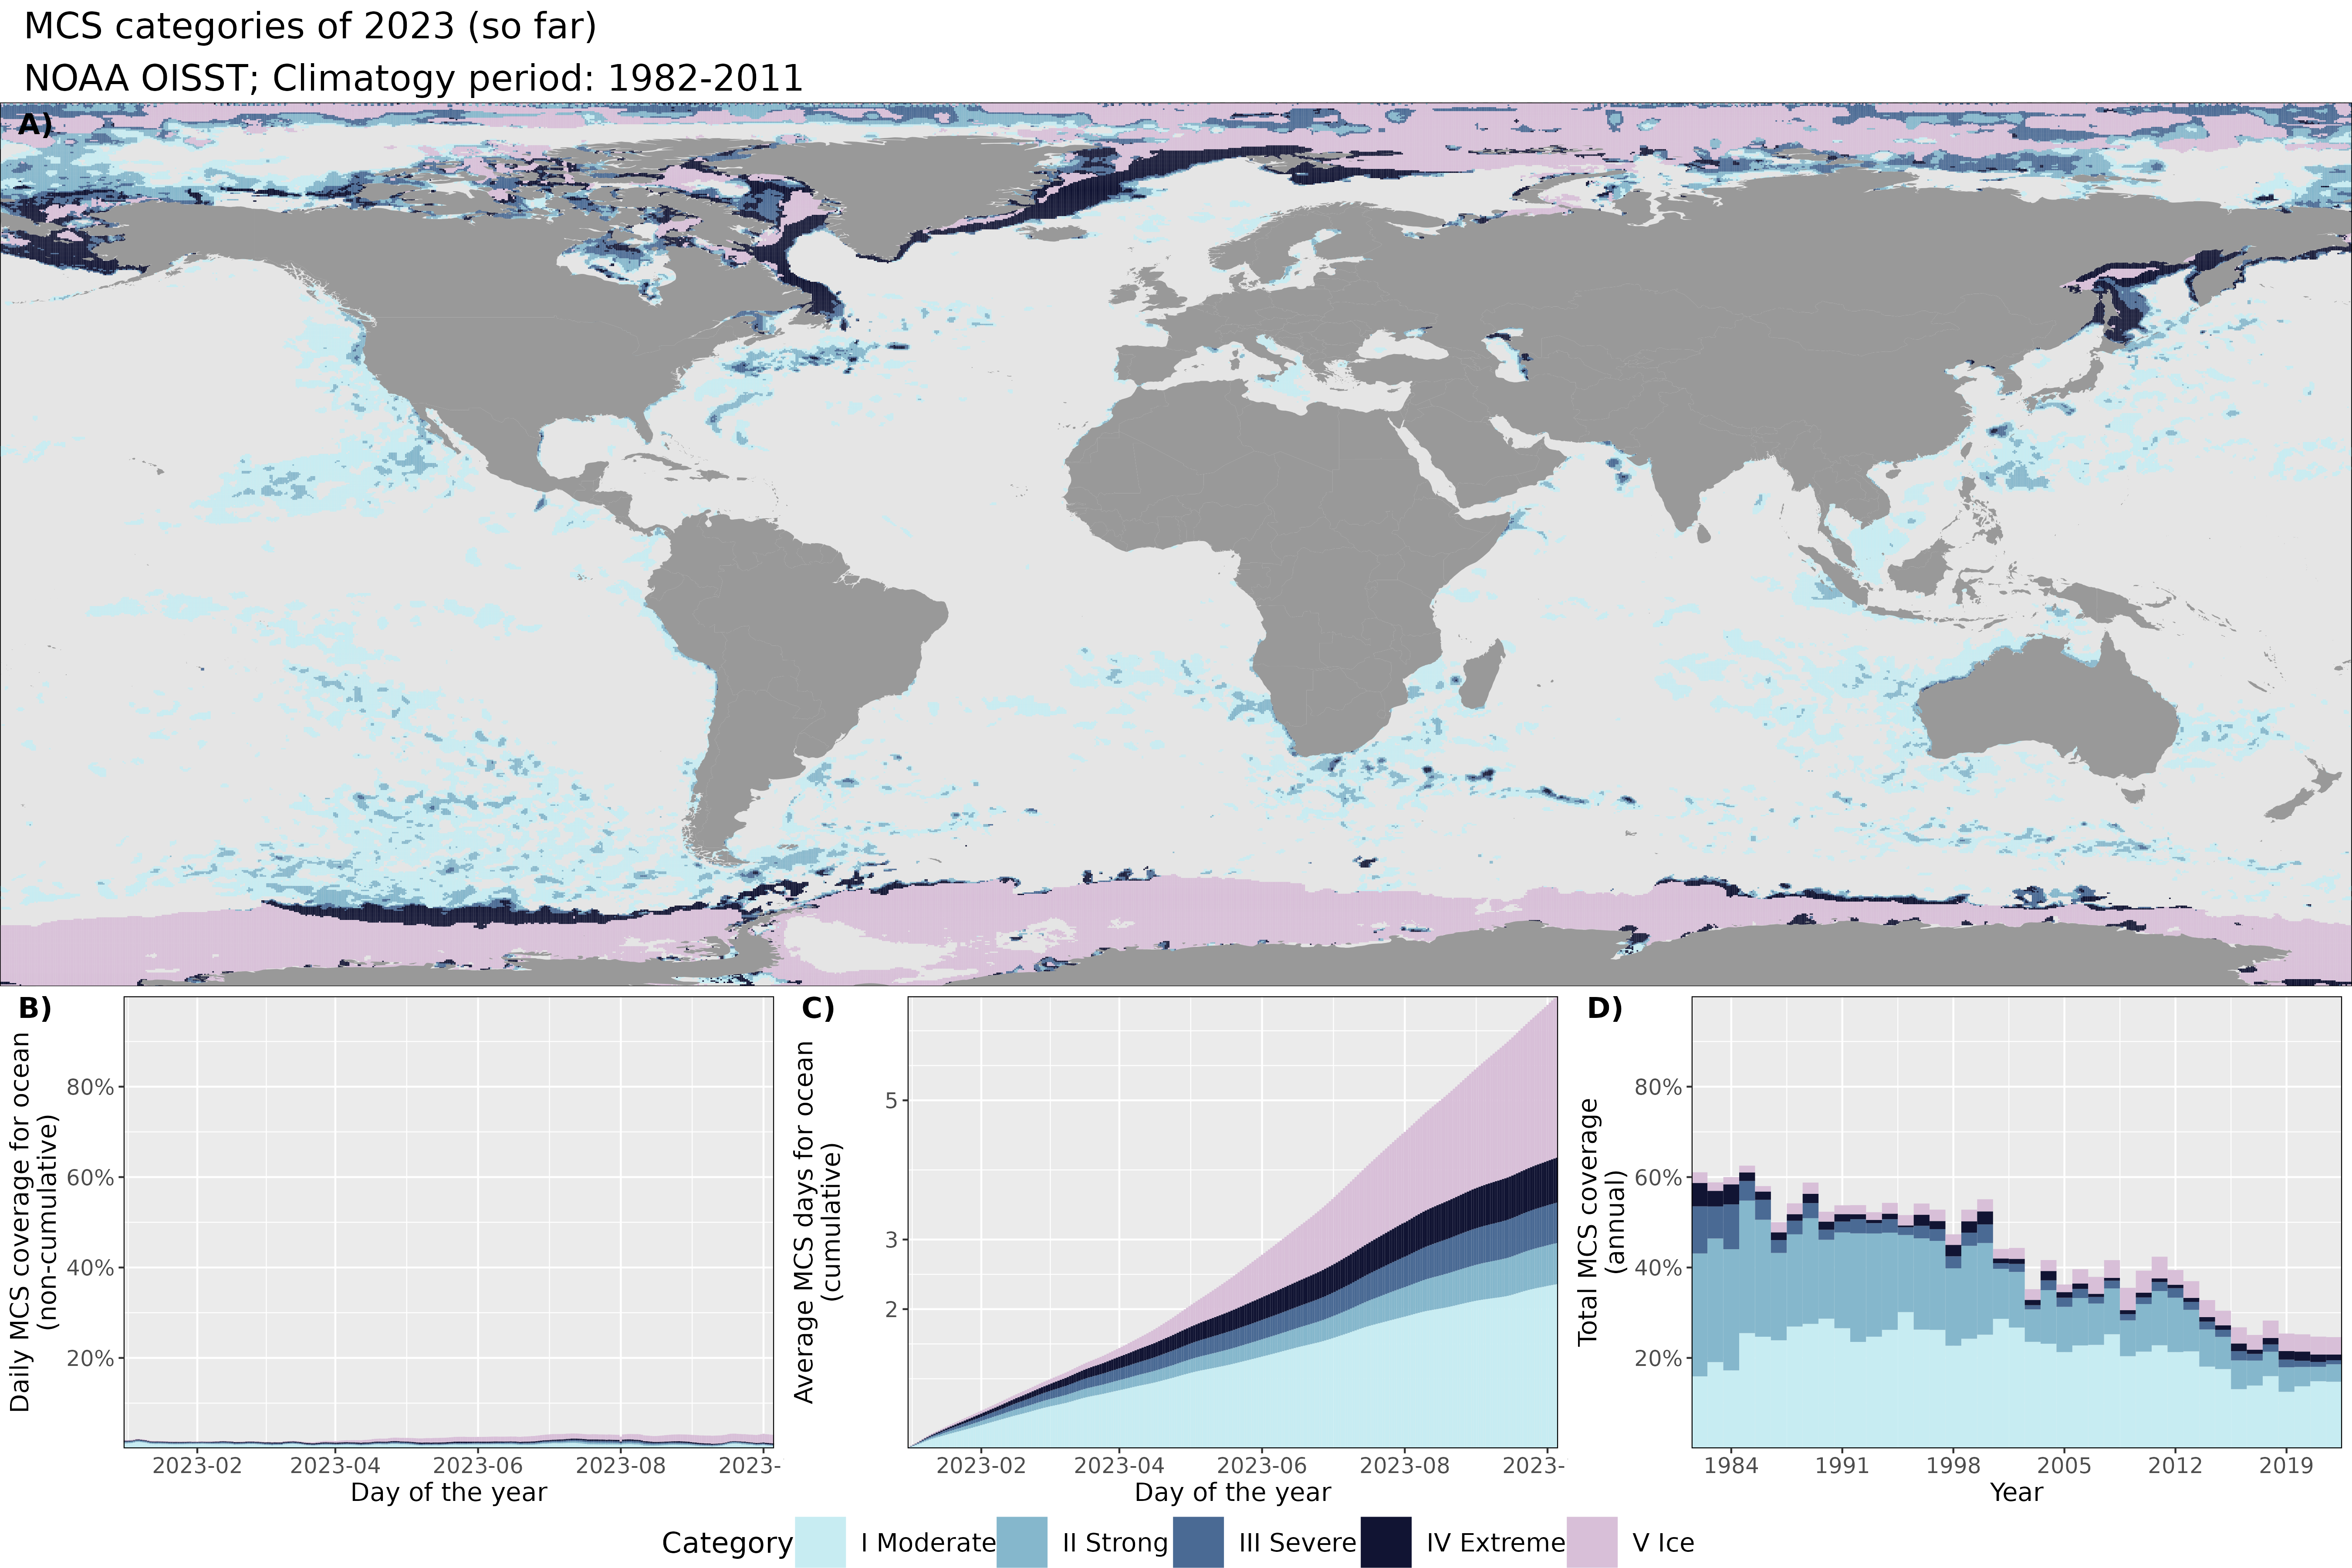 MCS categories of 2023 (so far)
NOAA OISST; Climatogy period: 1982-2011
A)
B)
Daily MCS coverage for ocean
(non-cumulative)
80%
60%
40%
20%
2023-02 2023-04 2023-06 2023-08 2023-
Day of the year
C)
Average MCS days for ocean
(cumulative)
5
3
2
2023-02 2023-04 2023-06 2023-08 2023-
Day of the year
D)
Total MCS coverage
(annual)
80%
60%
40%
20%
1984 1991 1998 2005 2012 2019
Year
Category I Moderate II Strong III Severe IV Extreme V Ice